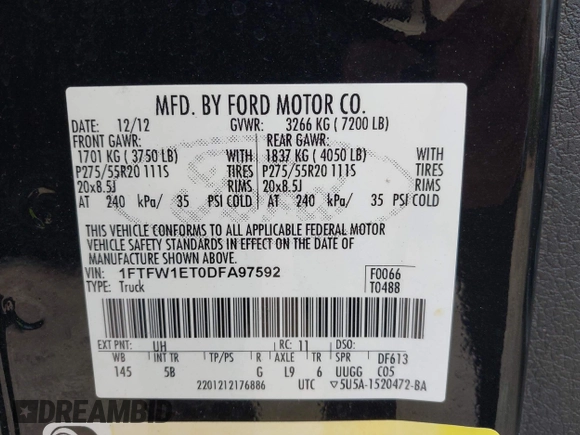 MFD. BY FORD MOTOR CO.
DATE: 12/12 GVWR: 3266 KG ( 7200 LB)
FRONT GAWR: REAR GAWR:
1701 KG ( 3750 LB) WITH 1837 KG ( 4050 LB) WITH
P275/55R20 111S TIRES P275/55R20 111S TIRES
20x8.5J RIMS 20x8.5J RIMS
AT 240 kPa/ 35 PSI COLD AT 240 kPa/ 35 PSI COLD
THIS VEHICLE CONFORMS TO ALL APPLICABLE FEDERAL MOTOR
VEHICLE SAFETY STANDARDS IN EFFECT ON THE DATE OF MANUFACTURE
SHOWN ABOVE.
VIN: 1FTFW1ET0DFA97592 F0066
TYPE: Truck T0488
EXT PNT: UH RC: 11 DSO:
WB INT TR TP/PS R AXLE TR SPR DF613
145 5B G L9 6 UUGG C05
2201212176886 UTC ▽5U5A-1520472-BA
DREAMBID